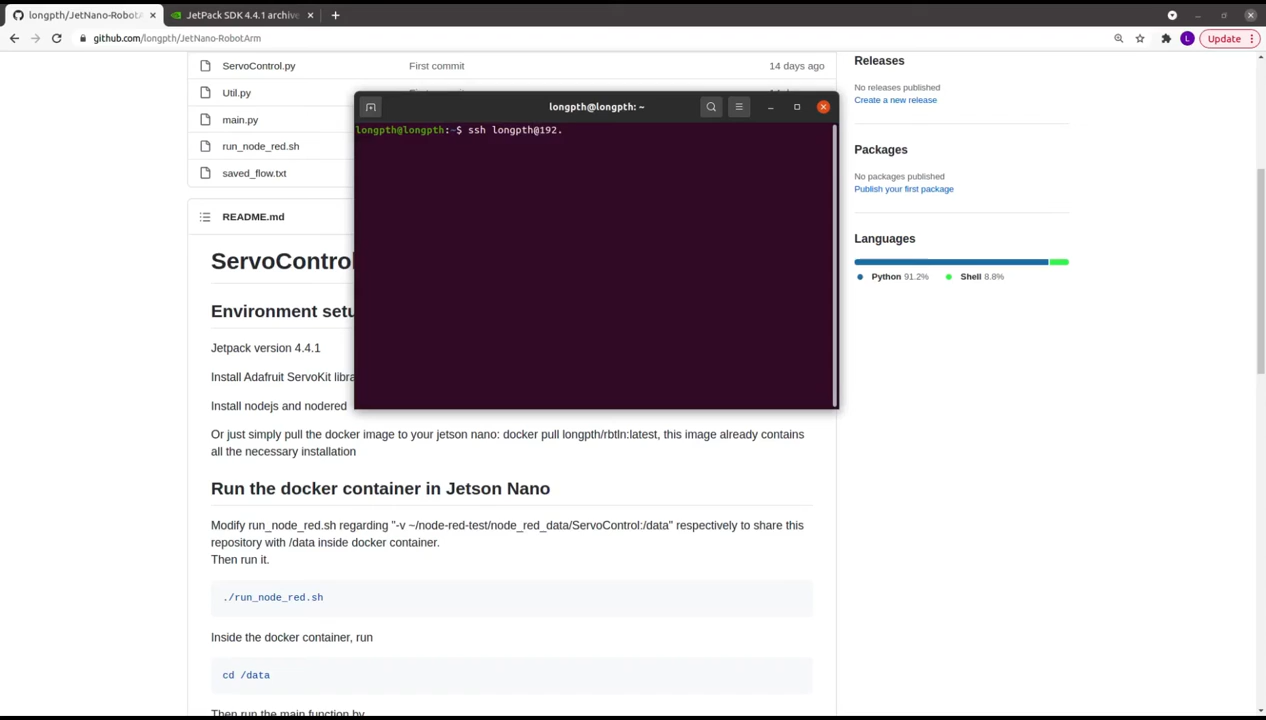 longpth/JetNano-RobotA
JetPack SDK 4.4.1 archive
github.com/longpth/JetNano-RobotArm
L
Update
ServoControl.py
First commit
14 days ago
Util.py
main.py
run_node_red.sh
saved_flow.txt
longpth@longpth: ~
longpth@longpth:~$ ssh longpth@192.
README.md
ServoControl
Environment setu
Jetpack version 4.4.1
Install Adafruit ServoKit libra
Install nodejs and nodered
Or just simply pull the docker image to your jetson nano: docker pull longpth/rbtln:latest, this image already contains
all the necessary installation
Run the docker container in Jetson Nano
Modify run_node_red.sh regarding "-v ~/node-red-test/node_red_data/ServoControl:/data" respectively to share this
repository with /data inside docker container.
Then run it.
./run_node_red.sh
Inside the docker container, run
cd /data
Then run the main function by
Releases
No releases published
Create a new release
Packages
No packages published
Publish your first package
Languages
Python 91.2%
Shell 8.8%